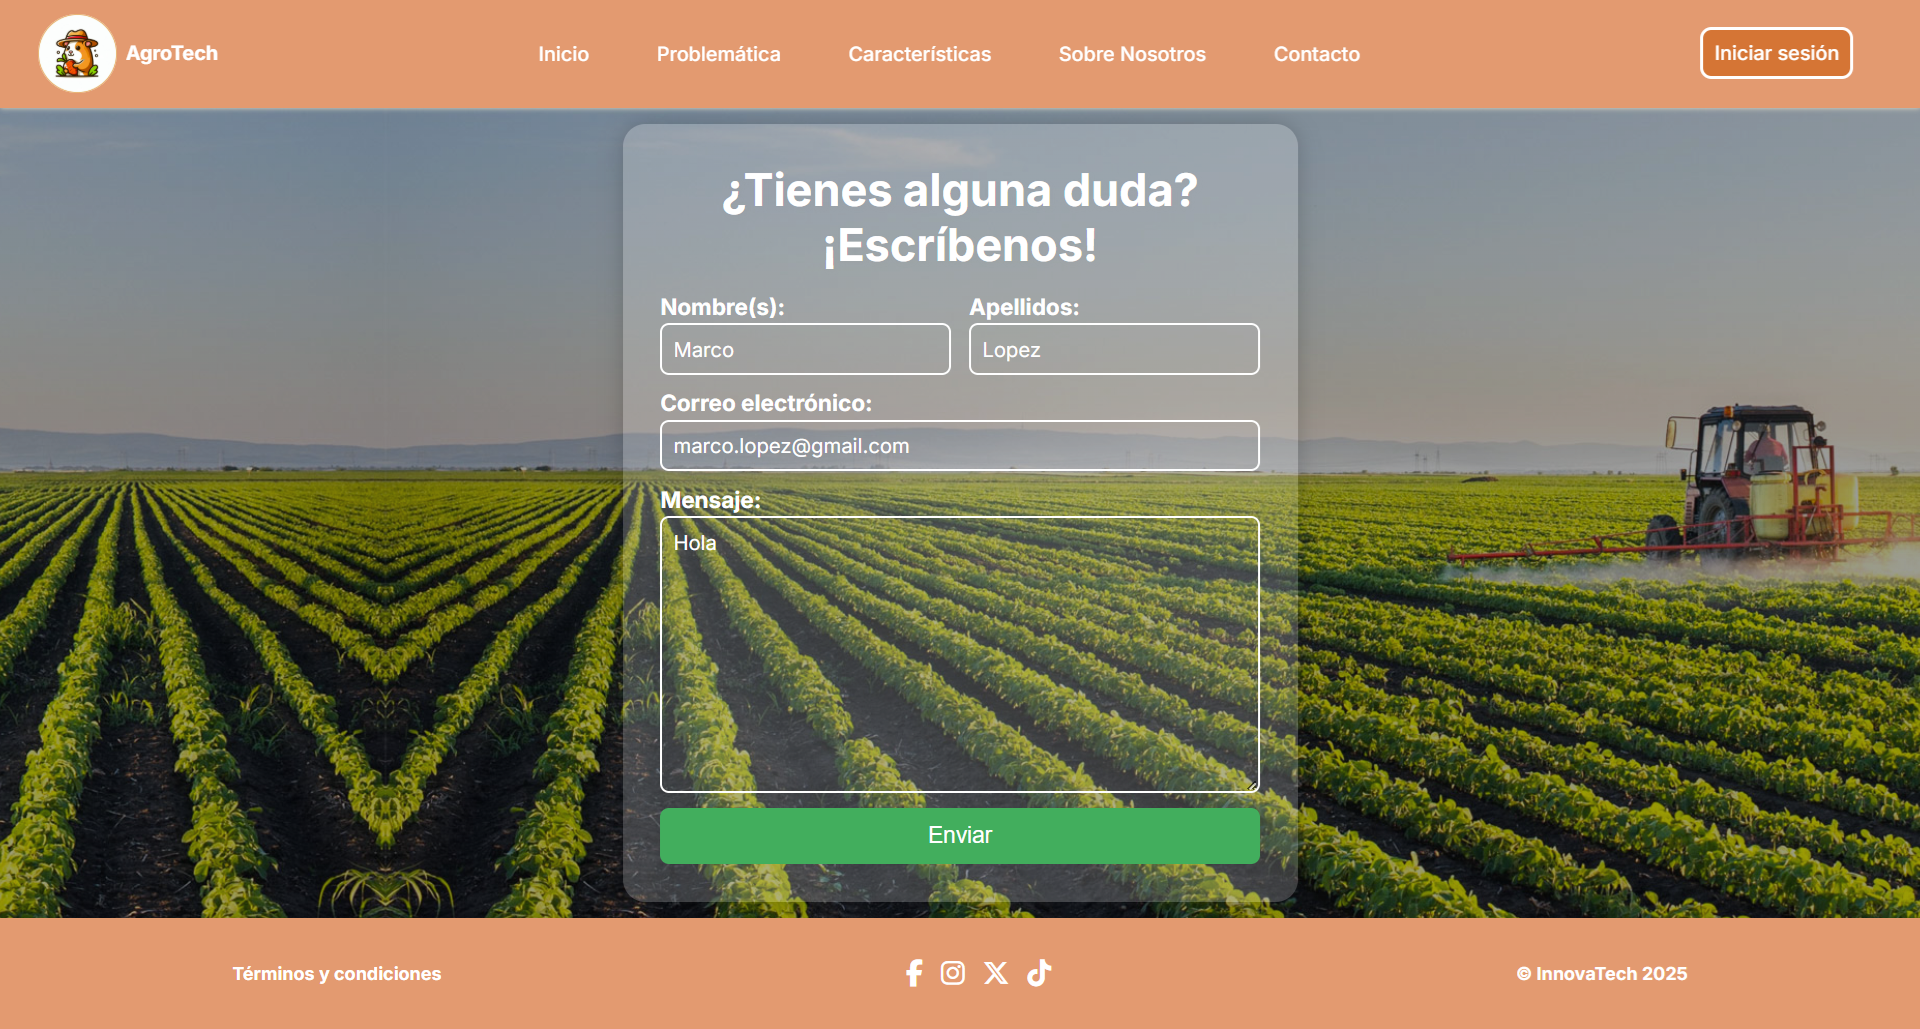 AgroTech
Inicio
Problemática
Características
Sobre Nosotros
Contacto
Iniciar sesión
¿Tienes alguna duda?
¡Escríbenos!
Nombre(s):
Apellidos:
Marco
Lopez
Correo electrónico:
marco.lopez@gmail.com
Mensaje:
Hola
Enviar
Términos y condiciones
© InnovaTech 2025